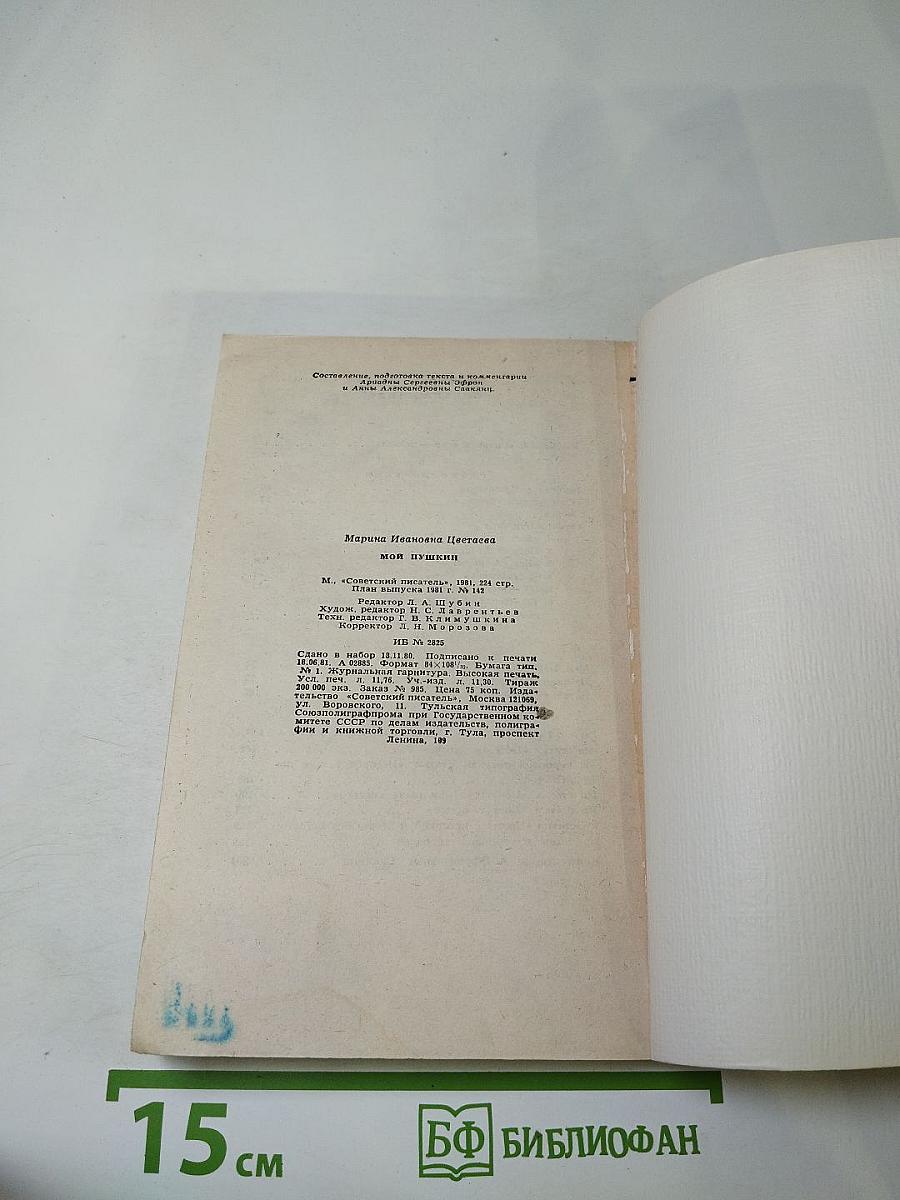 Составление, подготовка текста и комментарии
Ариадны Сергеевны Эфрон
и Анны Александровны Саакянц.
Марина Ивановна Цветаева
МОЙ ПУШКИН
М., «Советский писатель», 1981, 224 стр.
План выпуска 1981 г. № 142
Редактор Л. А. Шубин
Худож. редактор Н. С. Лаврентьев
Техн. редактор Г. В. Климушкина
Корректор Л. Н. Морозова
ИБ № 2825
Сдано в набор 18.11.80. Подписано к печати
18.06.81. А 02885. Формат 84×108¹/₃₂. Бумага тип.
№ 1. Журнальная гарнитура. Высокая печать.
Усл. печ. л. 11,76. Уч.-изд. л. 11,30. Тираж
200 000 экз. Заказ № 985. Цена 75 коп. Изда-
тельство «Советский писатель», Москва 121069,
ул. Воровского, 11. Тульская типография
Союзполиграфпрома при Государственном ко-
митете СССР по делам издательств, полигра-
фии и книжной торговли, г. Тула, проспект
Ленина, 109
15 см
БФ БИБЛИОФАН